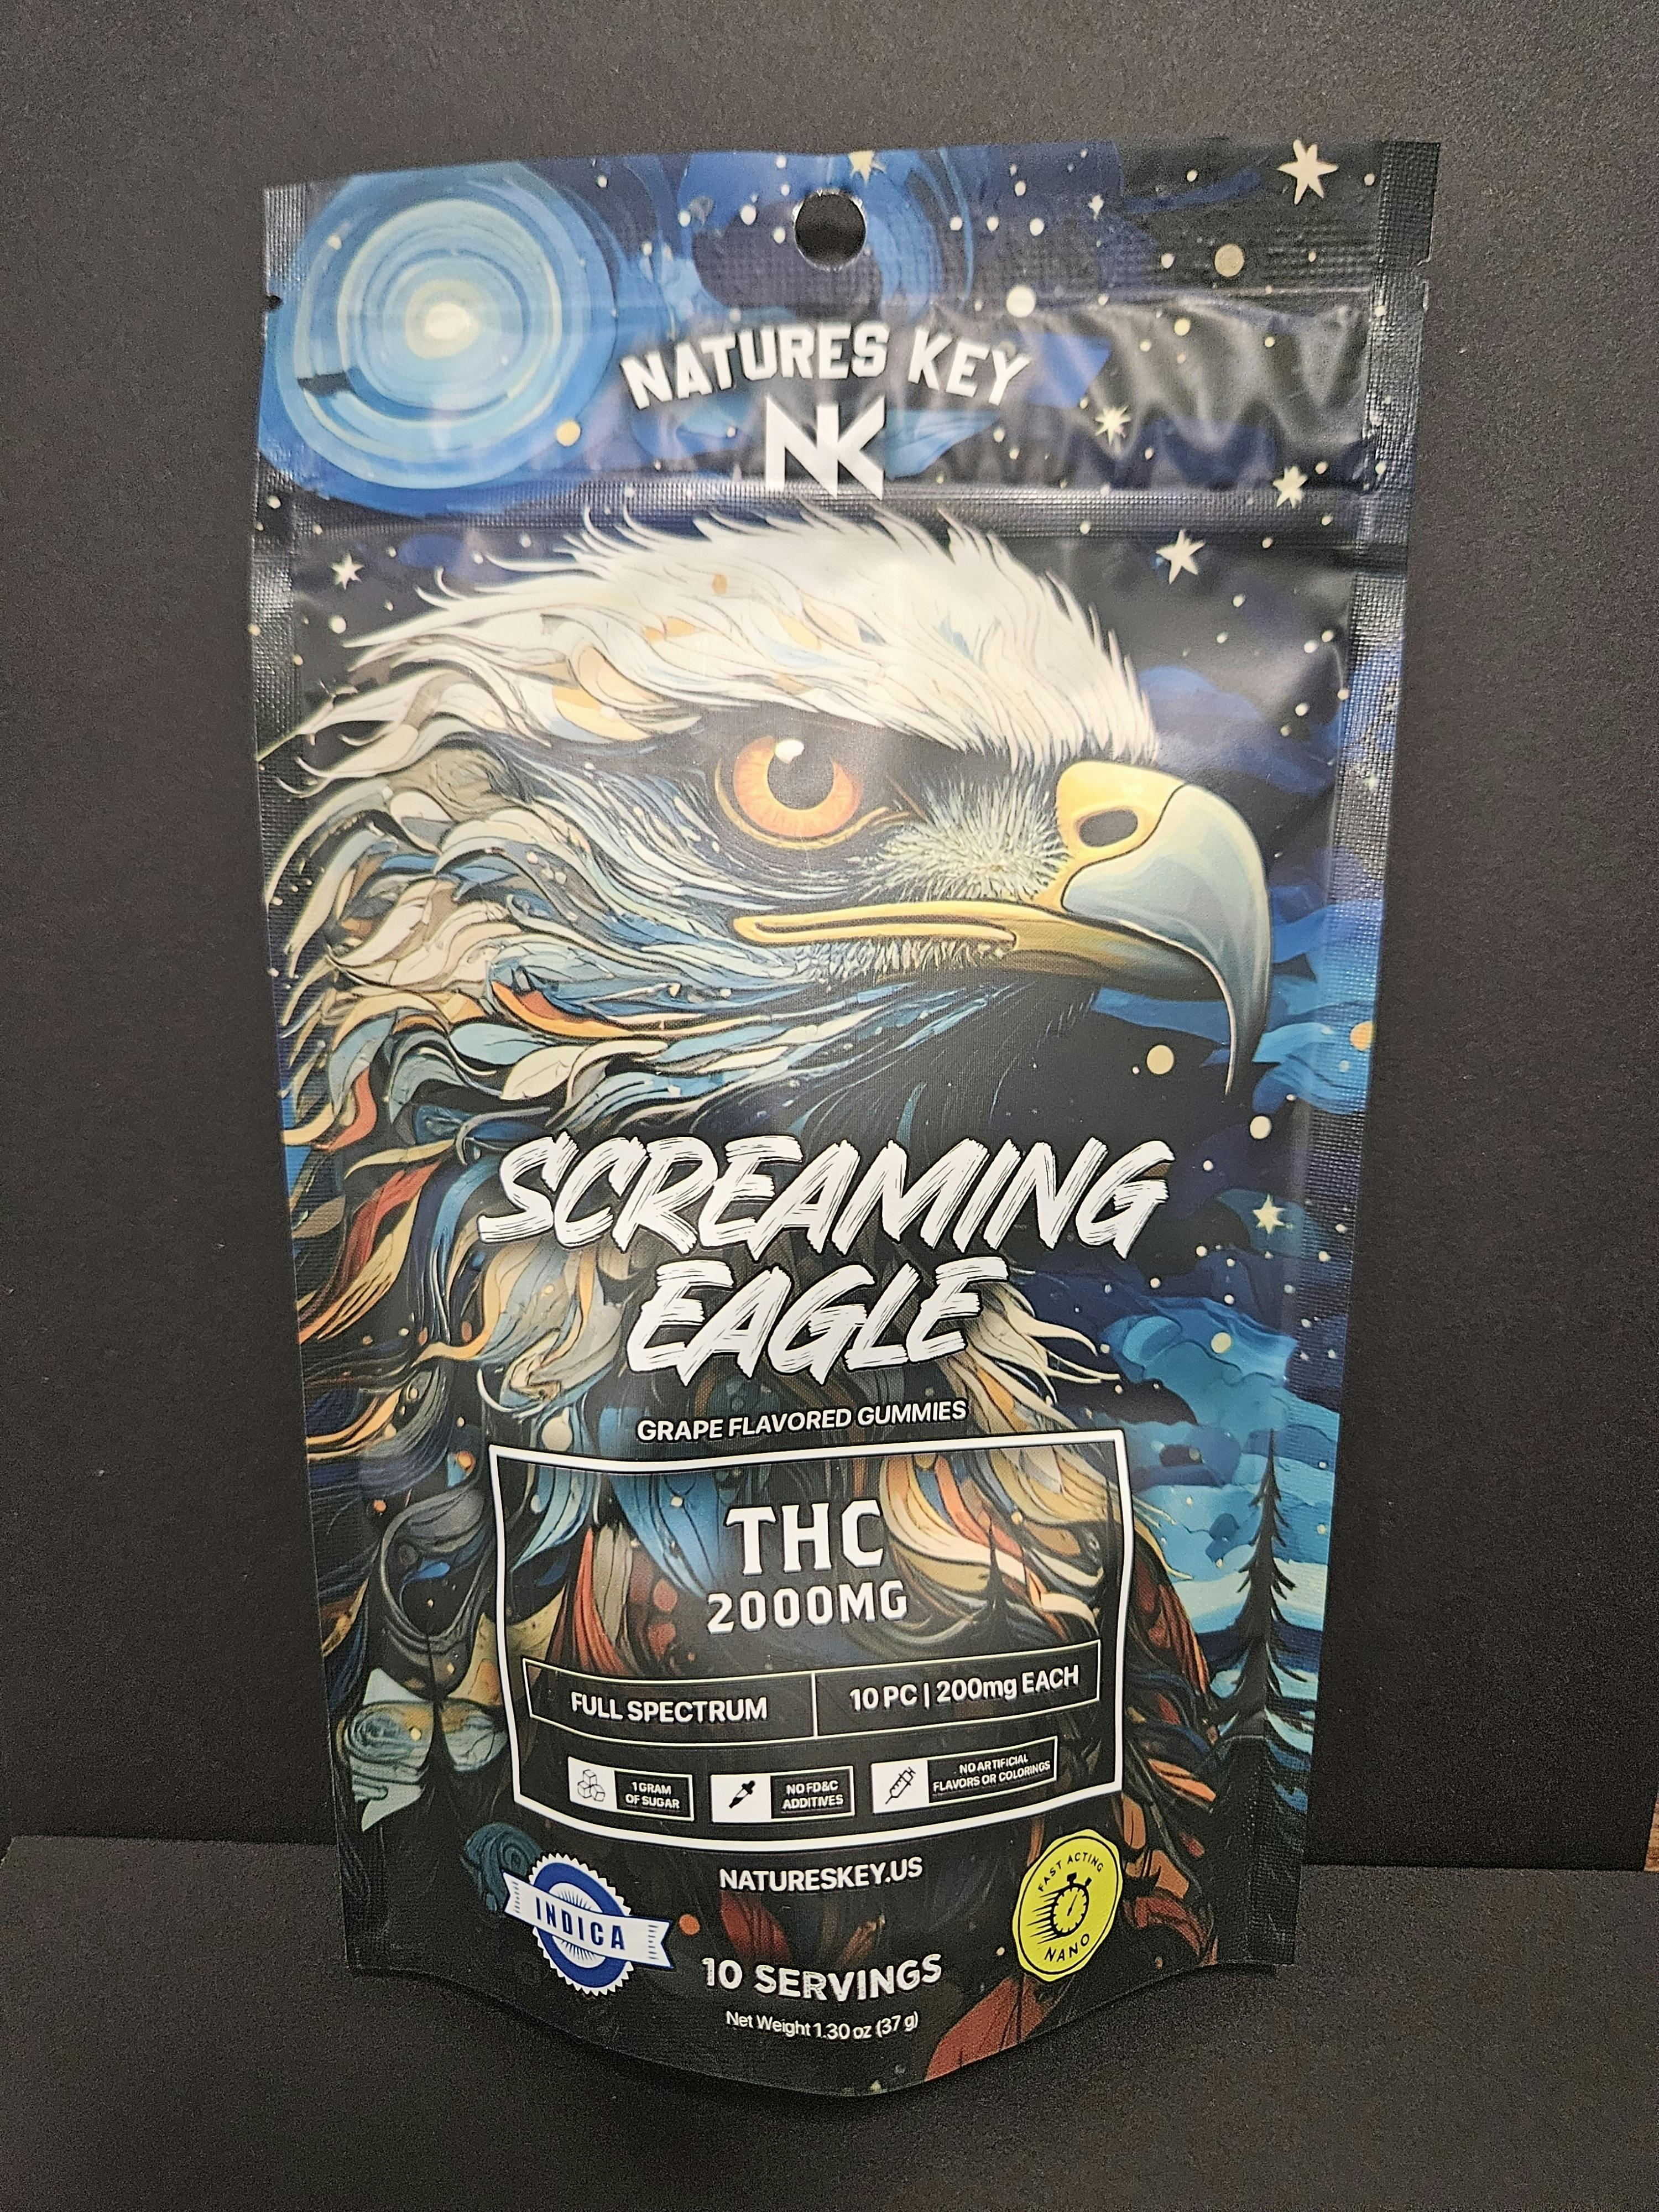 NATURES KEY
NK
SCREAMING
EAGLE
GRAPE FLAVORED GUMMIES
THC
2000MG
FULL SPECTRUM
10 PC | 200mg EACH
1 GRAM
OF SUGAR
NO FD&C
ADDITIVES
NO ARTIFICIAL
FLAVORS OR COLORINGS
NATURESKEY.US
INDICA
FAST ACTING
NANO
10 SERVINGS
Net Weight 1.30 oz (37 g)